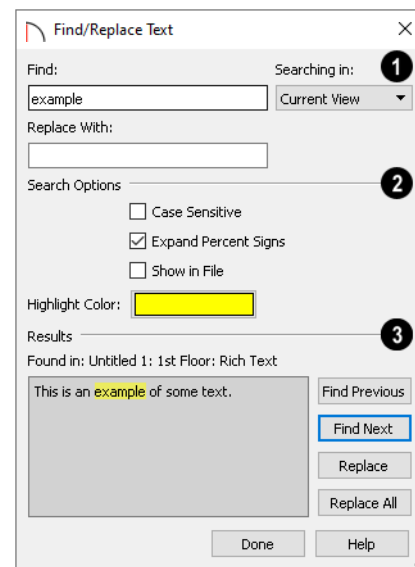 Find/Replace Text
Find:
Searching in:
1
example
Current View
Replace With:
Search Options
2
Case Sensitive
Expand Percent Signs
Show in File
Highlight Color:
Results
3
Found in: Untitled 1: 1st Floor: Rich Text
This is an example of some text.
Find Previous
Find Next
Replace
Replace All
Done
Help